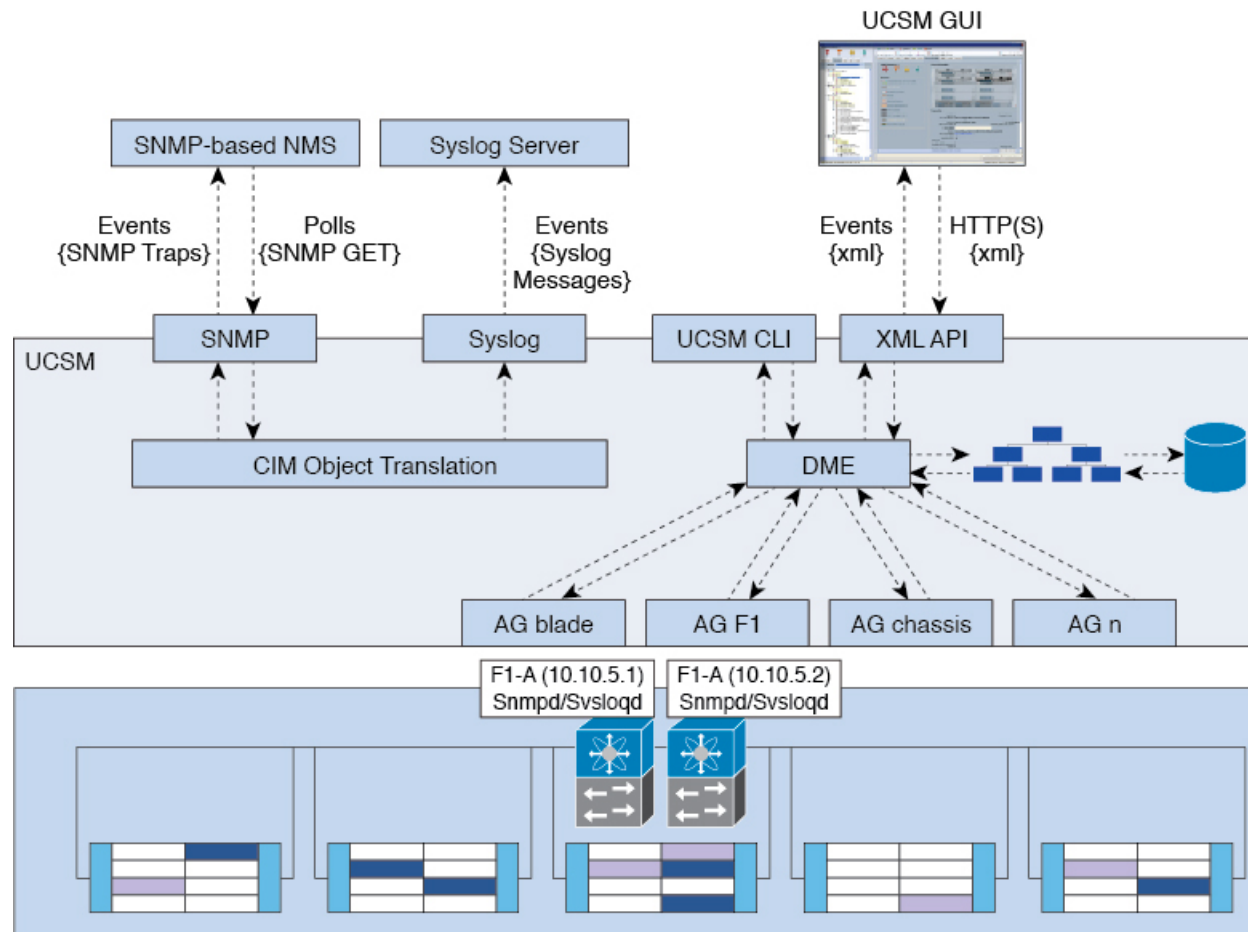 UCSM GUI
SNMP-based NMS
Syslog Server
Events
{SNMP Traps}
Polls
{SNMP GET}
Events
{Syslog
Messages}
Events
{xml}
HTTP(S)
{xml}
SNMP
Syslog
UCSM CLI
XML API
UCSM
CIM Object Translation
DME
AG blade
AG F1
AG chassis
AG n
F1-A (10.10.5.1)
Snmpd/Svsloqd
F1-A (10.10.5.2)
Snmpd/Svsloqd